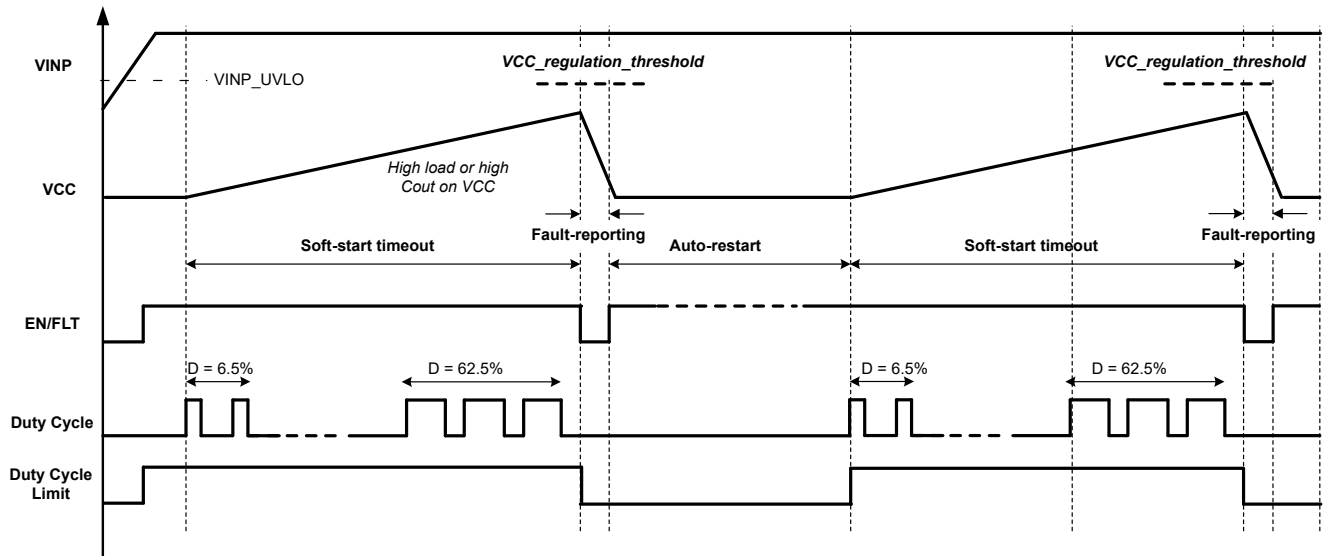 VINP
VINP_UVLO
VCC_regulation_threshold
VCC_regulation_threshold
VCC
High load or high
Cout on VCC
Soft-start timeout
Fault-reporting
Auto-restart
Soft-start timeout
Fault-reporting
EN/FLT
D = 6.5%
D = 62.5%
D = 6.5%
D = 62.5%
Duty Cycle
Duty Cycle
Limit